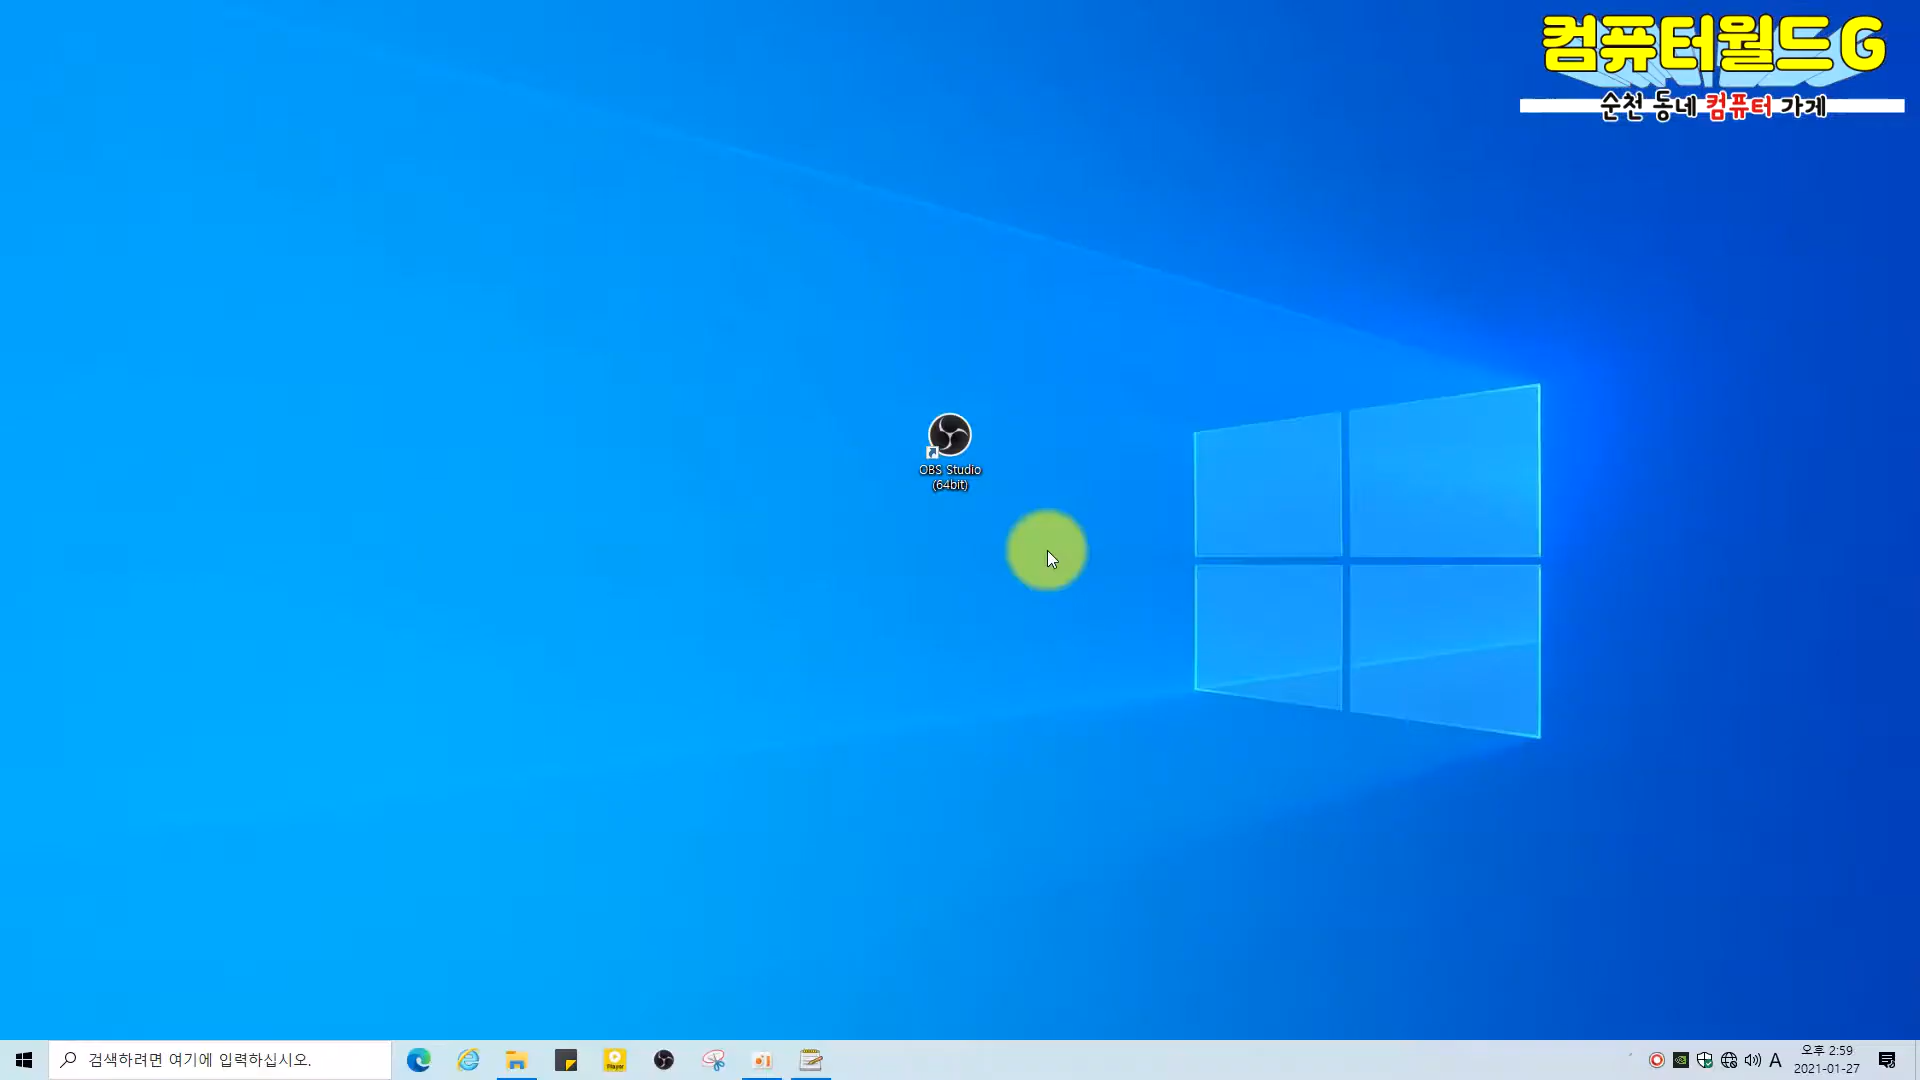 컴퓨터월드G
순천 동네 컴퓨터 가게
OBS Studio
(64bit)
검색하려면 여기에 입력하십시오.
Player
A
오후 2:59
2021-01-27